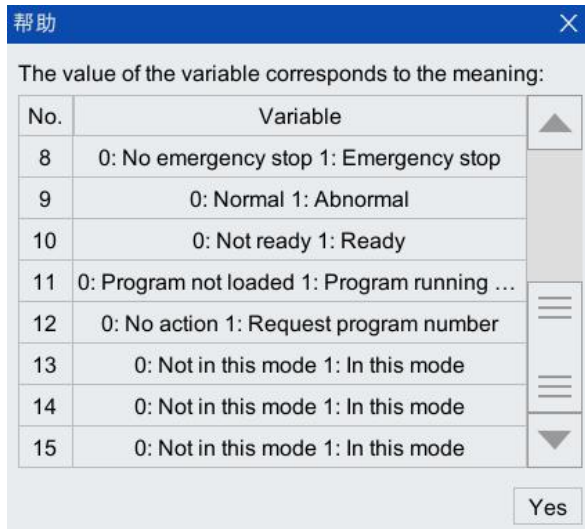 帮助
The value of the variable corresponds to the meaning:
No. Variable
8 0: No emergency stop 1: Emergency stop
9 0: Normal 1: Abnormal
10 0: Not ready 1: Ready
11 0: Program not loaded 1: Program running ...
12 0: No action 1: Request program number
13 0: Not in this mode 1: In this mode
14 0: Not in this mode 1: In this mode
15 0: Not in this mode 1: In this mode
Yes